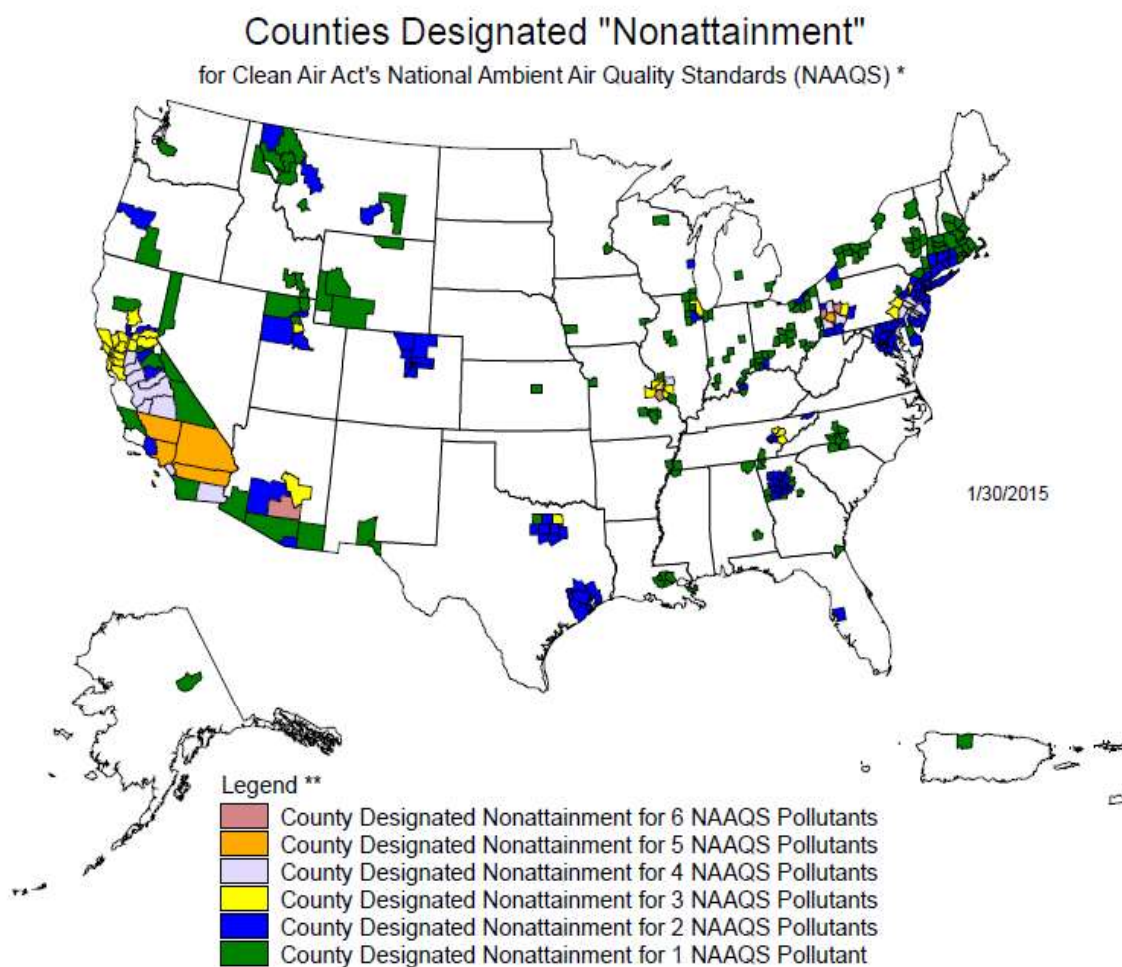 Counties Designated "Nonattainment"
for Clean Air Act's National Ambient Air Quality Standards (NAAQS) *
1/30/2015
Legend **
County Designated Nonattainment for 6 NAAQS Pollutants
County Designated Nonattainment for 5 NAAQS Pollutants
County Designated Nonattainment for 4 NAAQS Pollutants
County Designated Nonattainment for 3 NAAQS Pollutants
County Designated Nonattainment for 2 NAAQS Pollutants
County Designated Nonattainment for 1 NAAQS Pollutant